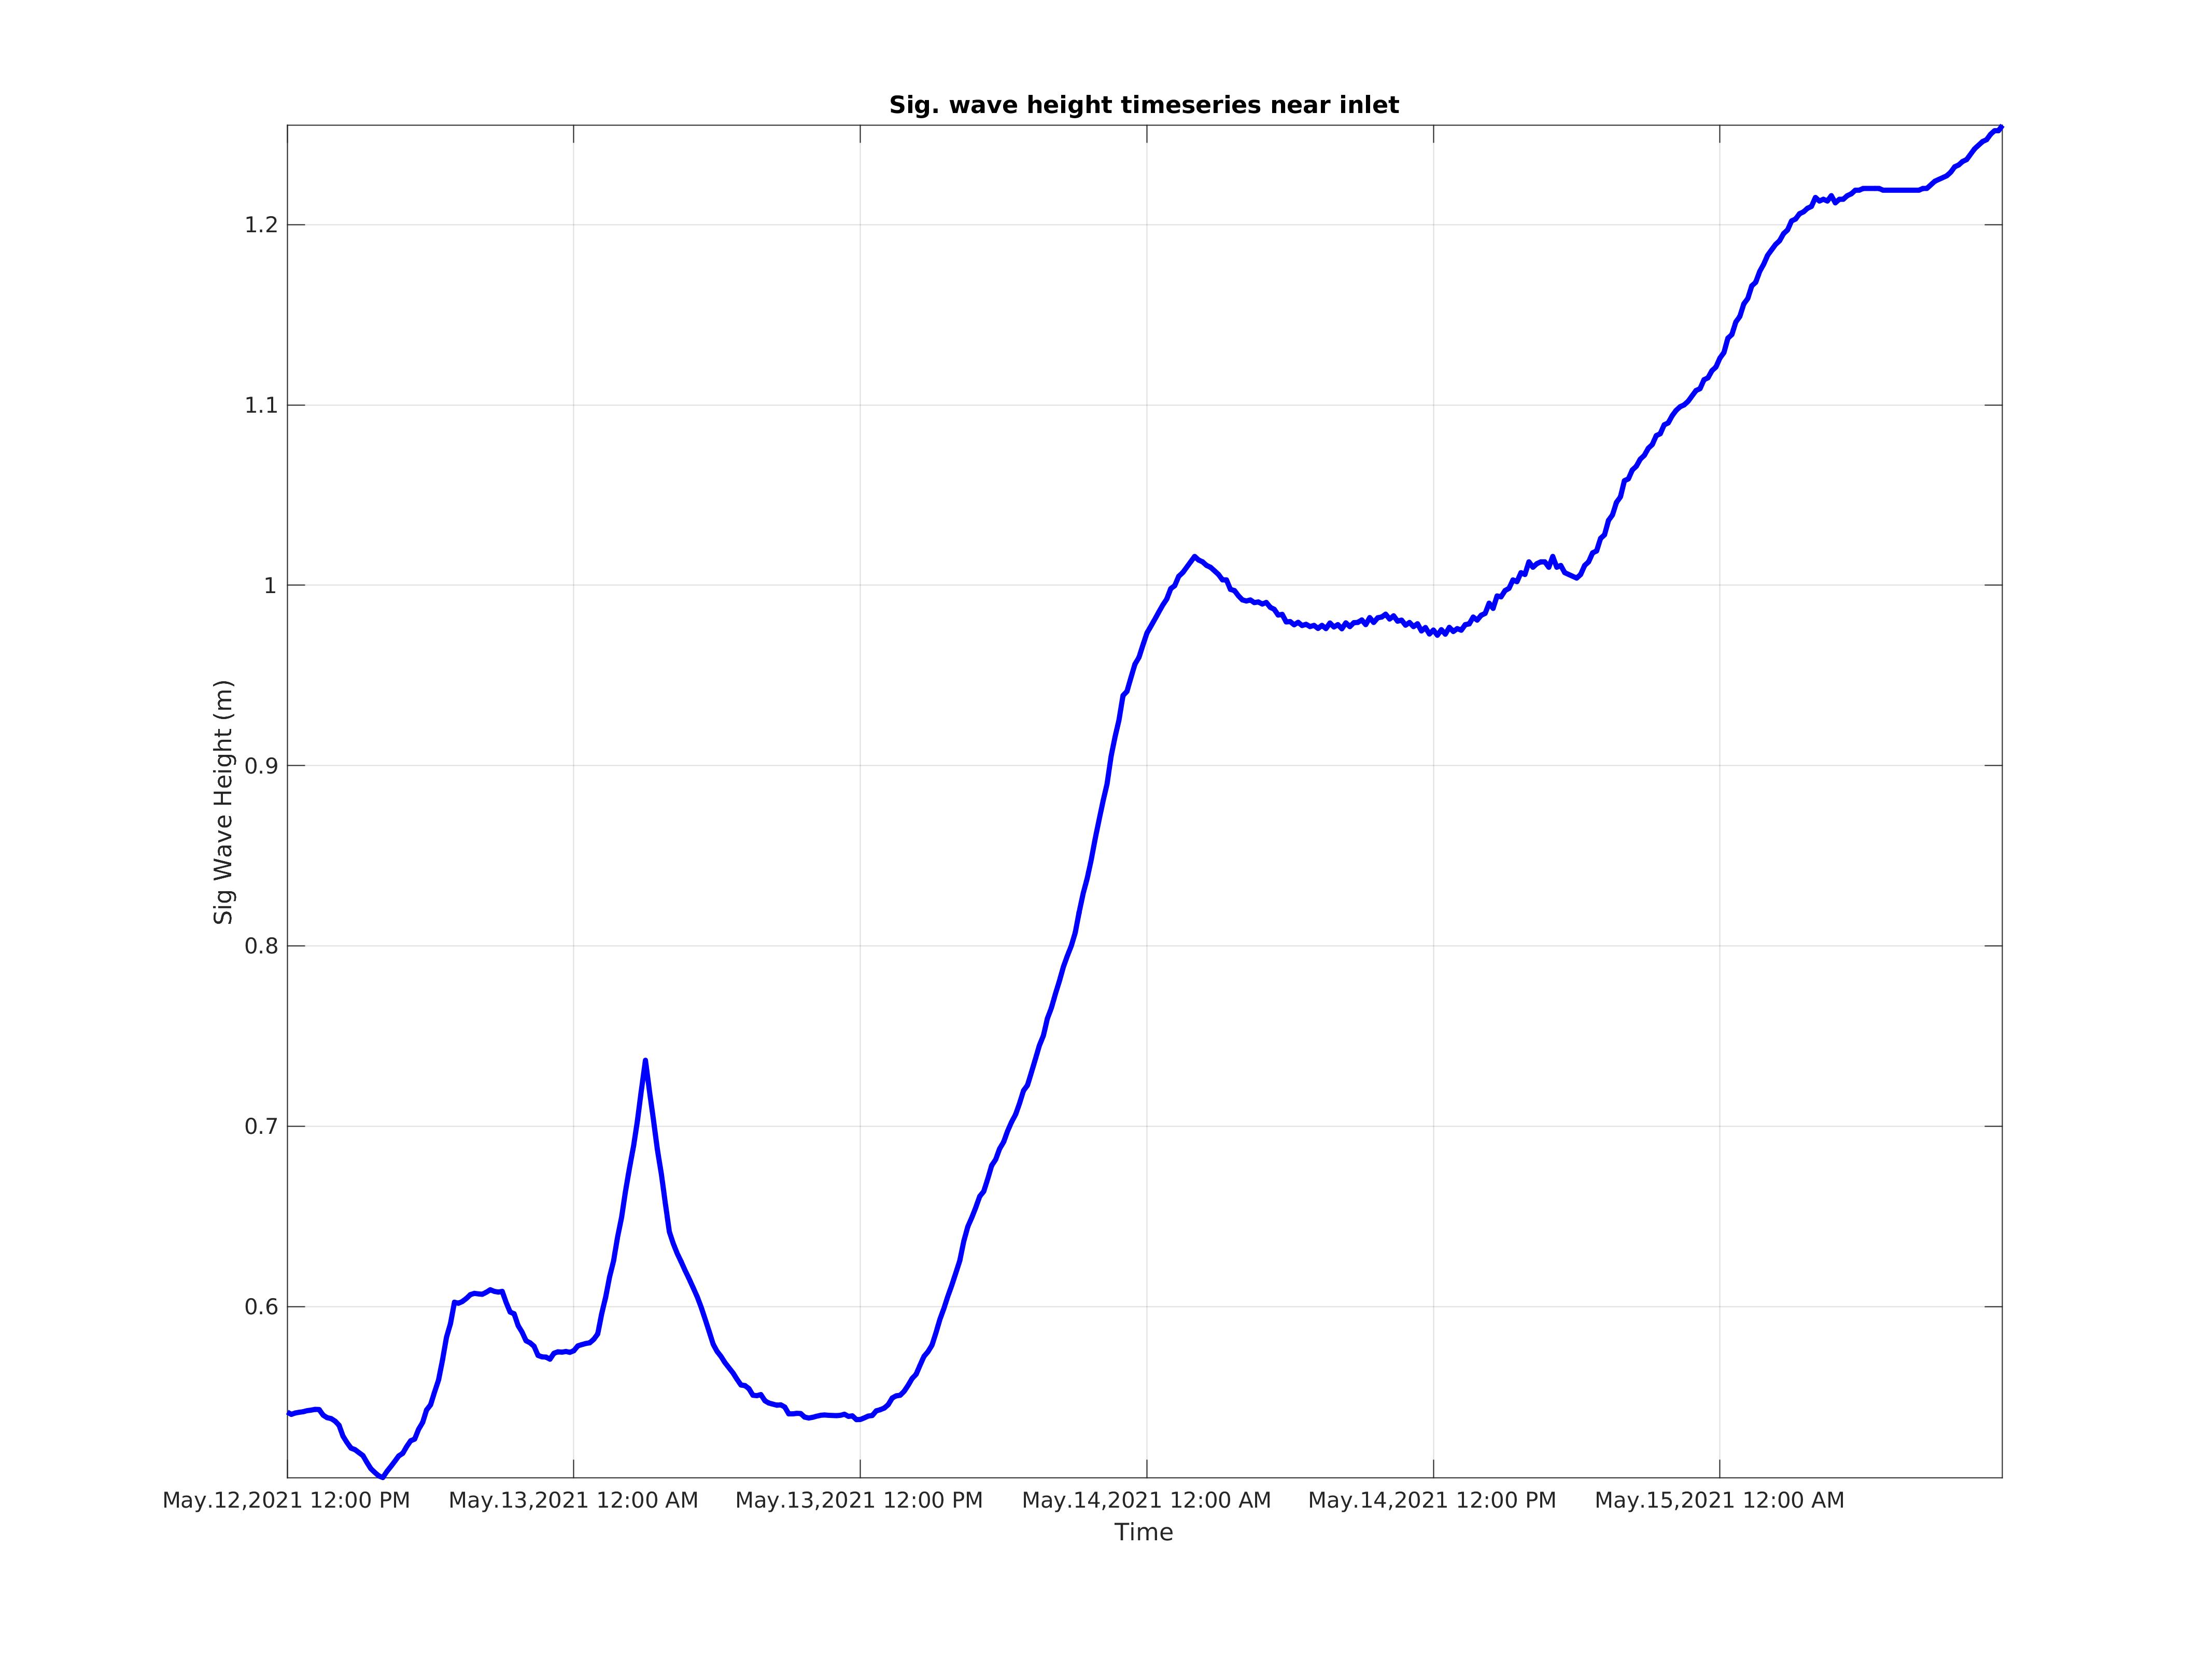 Sig. wave height timeseries near inlet
1.2
1.1
1
0.9
0.8
0.7
0.6
Sig Wave Height (m)
May.12,2021 12:00 PM
May.13,2021 12:00 AM
May.13,2021 12:00 PM
May.14,2021 12:00 AM
May.14,2021 12:00 PM
May.15,2021 12:00 AM
Time